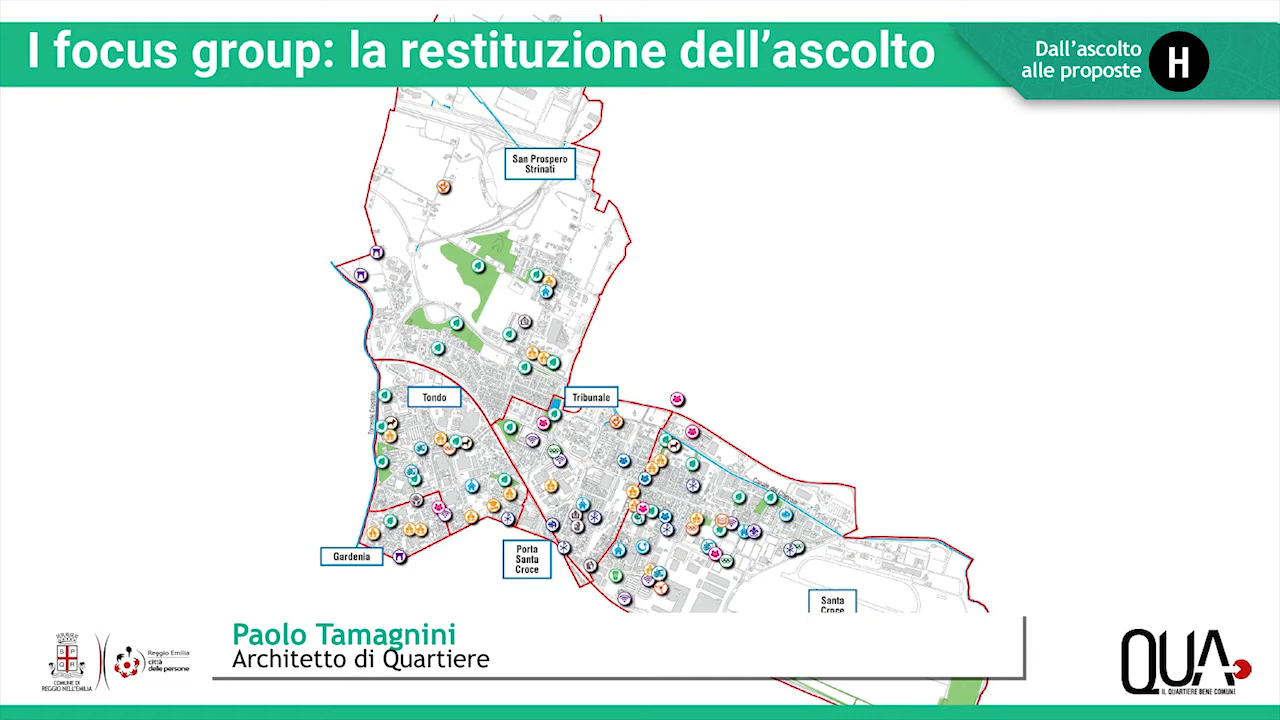 I focus group: la restituzione dell'ascolto
Dall'ascolto
alle proposte
H
San Prospero
Strinati
Tondo
Tribunale
Torrente Crostolo
Gardenia
Porta
Santa
Croce
Santa
Croce
Paolo Tamagnini
Architetto di Quartiere
COMUNE DI
REGGIO NELL'EMILIA
Reggio Emilia
città
delle persone
QUA
IL QUARTIERE BENE COMUNE